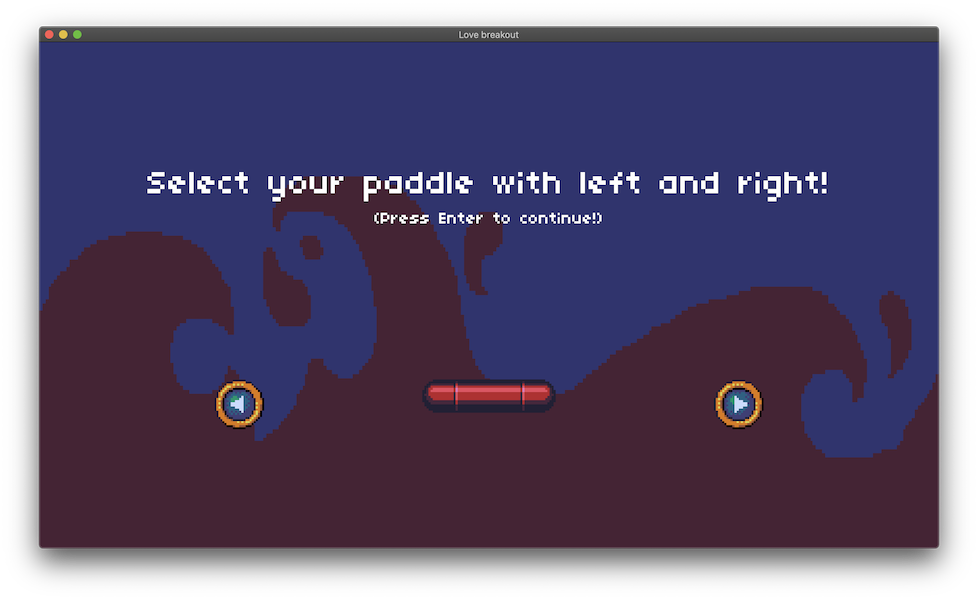 Love breakout
Select your paddle with left and right!
(Press Enter to continue!)